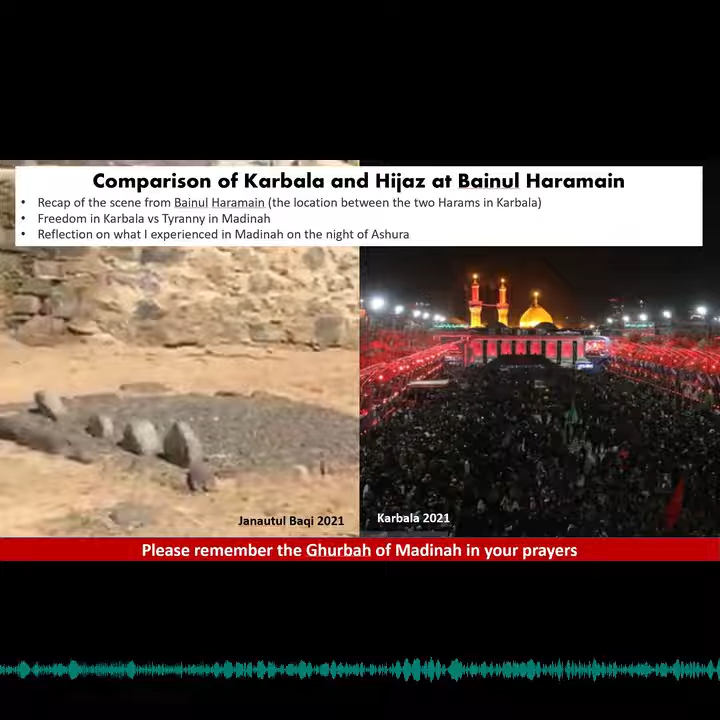 Comparison of Karbala and Hijaz at Bainul Haramain
• Recap of the scene from Bainul Haramain (the location between the two Harams in Karbala)
• Freedom in Karbala vs Tyranny in Madinah
• Reflection on what I experienced in Madinah on the night of Ashura
Janautul Baqi 2021
Karbala 2021
Please remember the Ghurbah of Madinah in your prayers